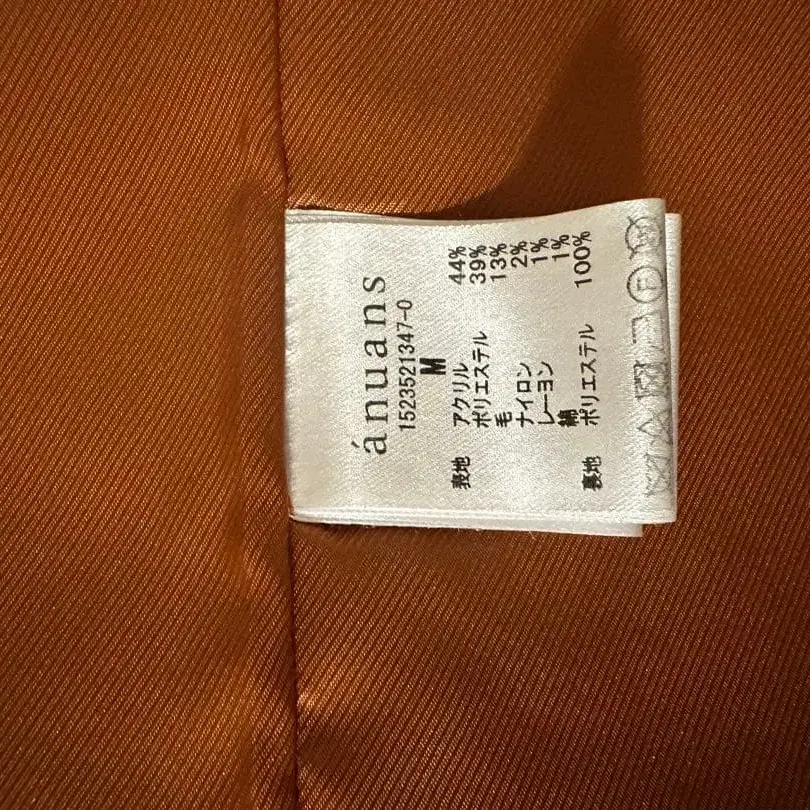 ánuans
1523521347-0
M
表地 アクリル 44%
ポリエステル 39%
毛 13%
ナイロン 2%
レーヨン 1%
綿 1%
裏地 ポリエステル 100%
F
W